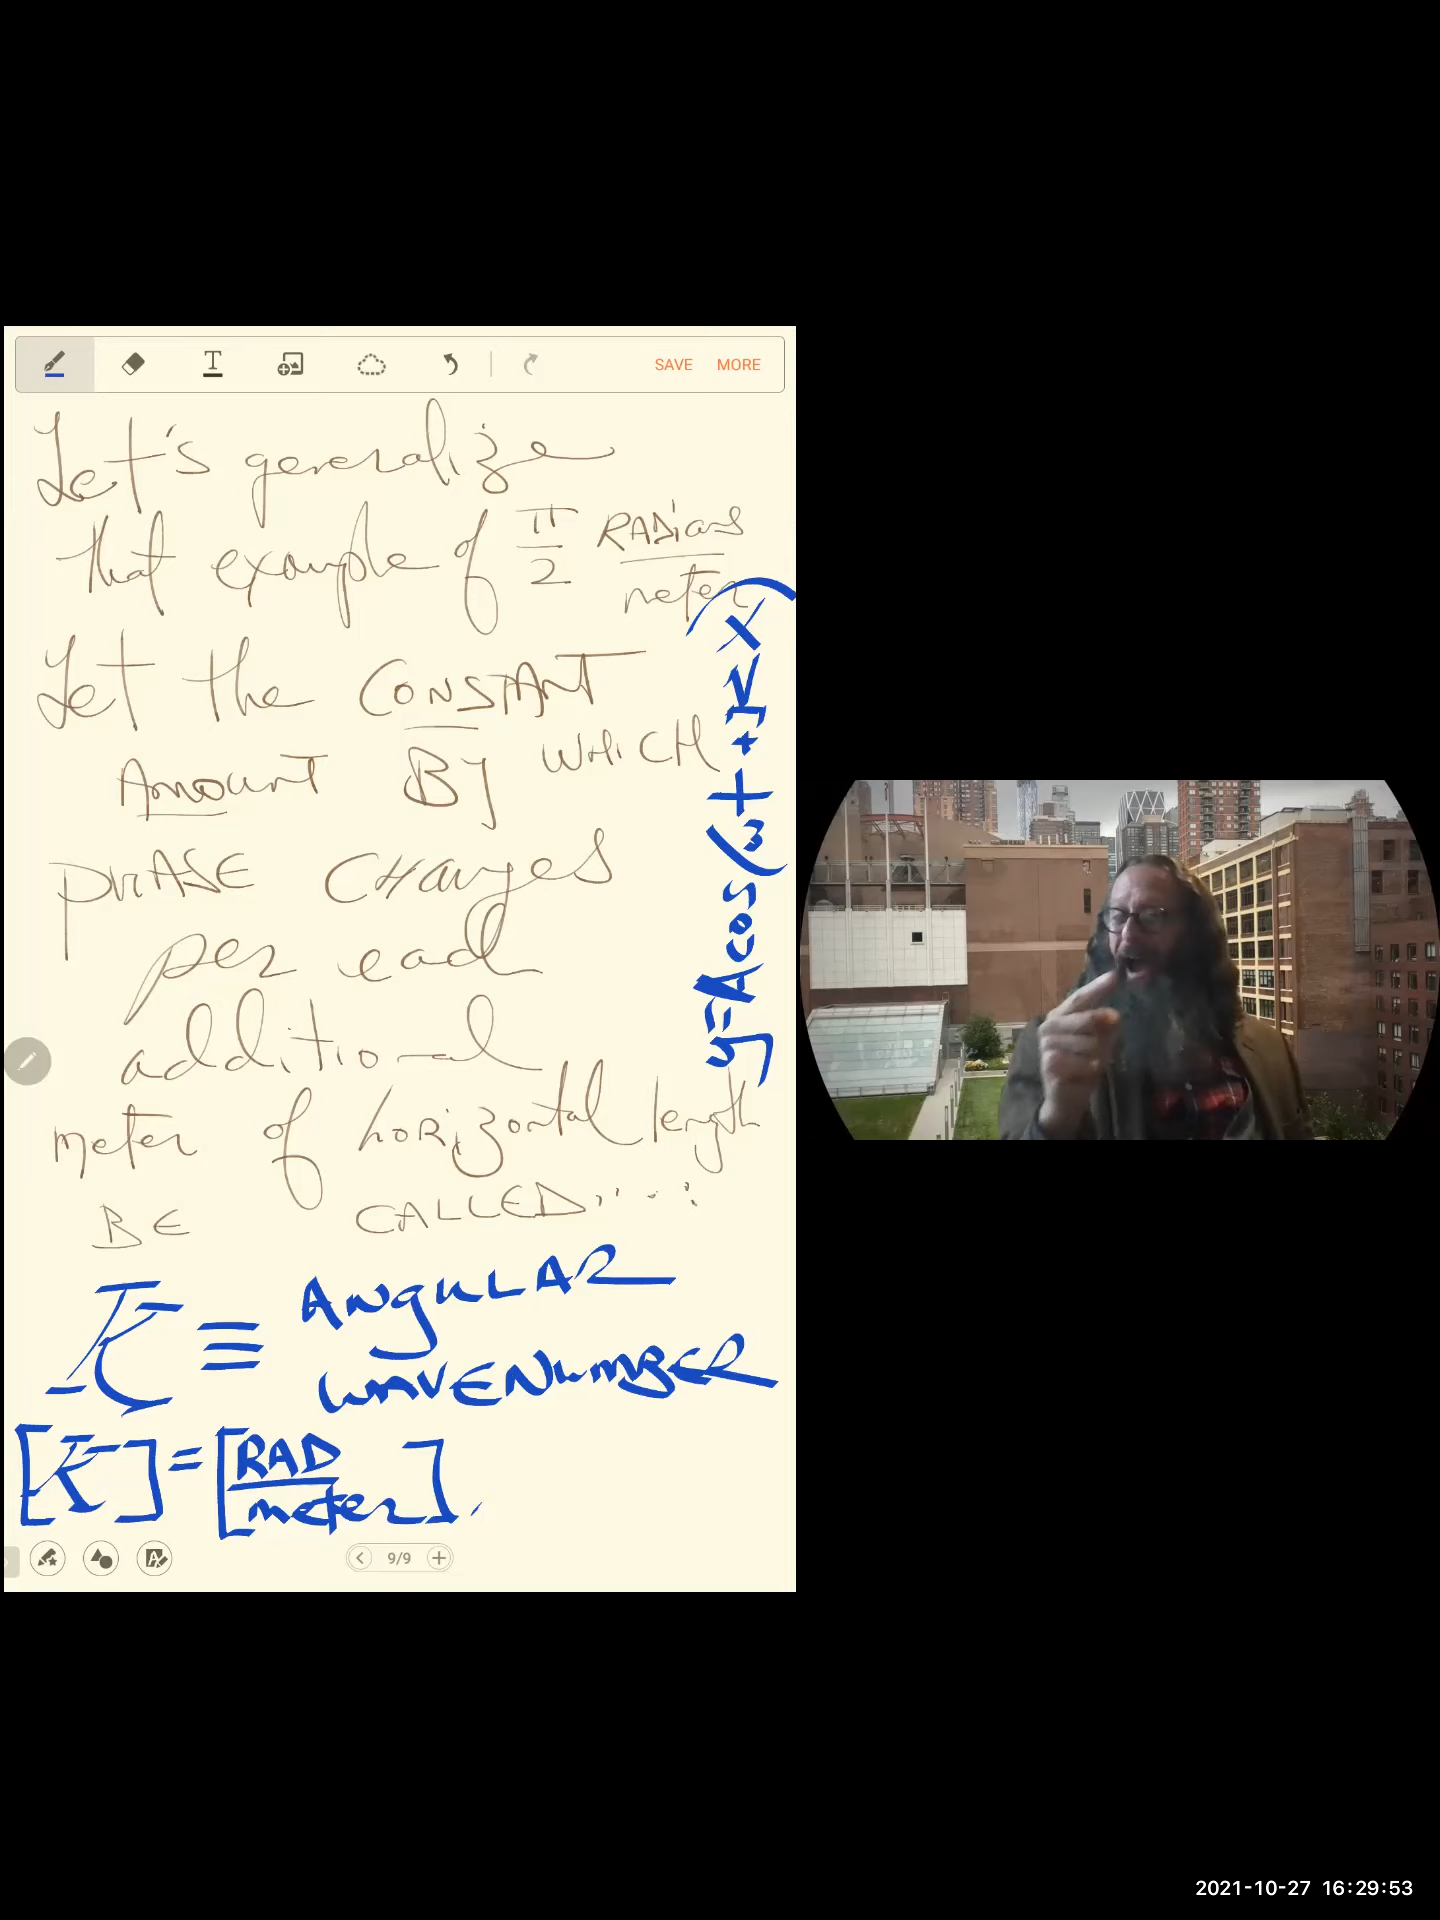 T
SAVE MORE
Let's generalize
that example of π/2 RADians/meter
Let the CONSTANT
Amount By WHICH
pHASE CHanges
per each
additional
meter of horizontal length
BE CALLED....
K ≡ ANgULAR
WAVENumBER
[K] = [RAD/meter].
y=Acos(ωt+Kx)
9/9
2021-10-27 16:29:53